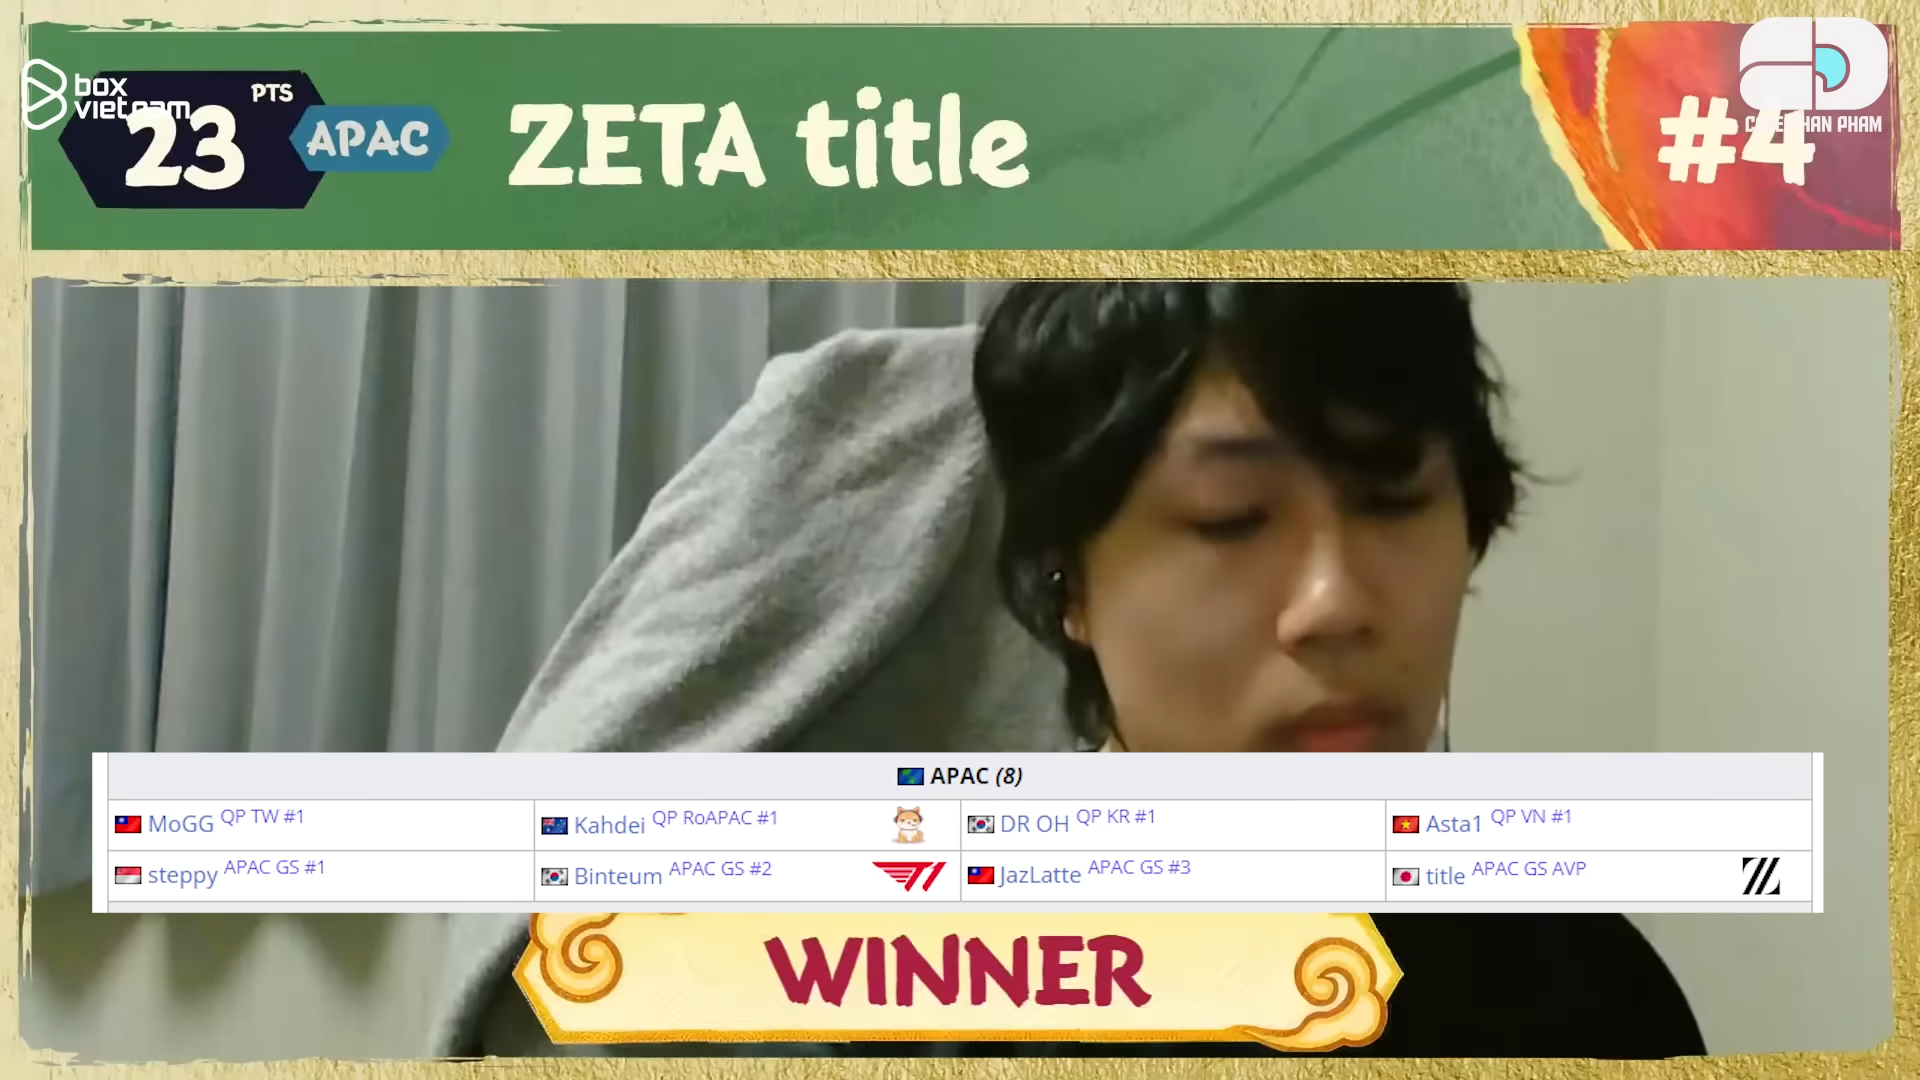 box
vietnam
23
PTS
APAC
ZETA title
#4
APAC (8)
MoGG QP TW #1
Kahdei QP RoAPAC #1
DR OH QP KR #1
Asta1 QP VN #1
steppy APAC GS #1
Binteum APAC GS #2
T1
JazLatte APAC GS #3
title APAC GS AVP
WINNER